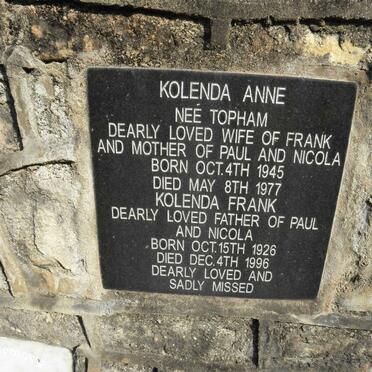 KOLENDA ANNE
NEÉ TOPHAM
DEARLY LOVED WIFE OF FRANK
AND MOTHER OF PAUL AND NICOLA
BORN OCT.4TH 1945
DIED MAY 8TH 1977
KOLENDA FRANK
DEARLY LOVED FATHER OF PAUL
AND NICOLA
BORN OCT.15TH 1926
DIED DEC.4TH 1996
DEARLY LOVED AND
SADLY MISSED